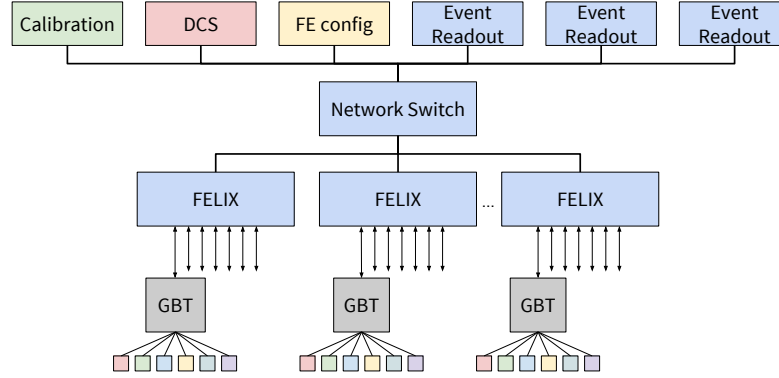 Calibration
DCS
FE config
Event
Readout
Event
Readout
Event
Readout
Network Switch
FELIX
FELIX
...
FELIX
GBT
GBT
GBT